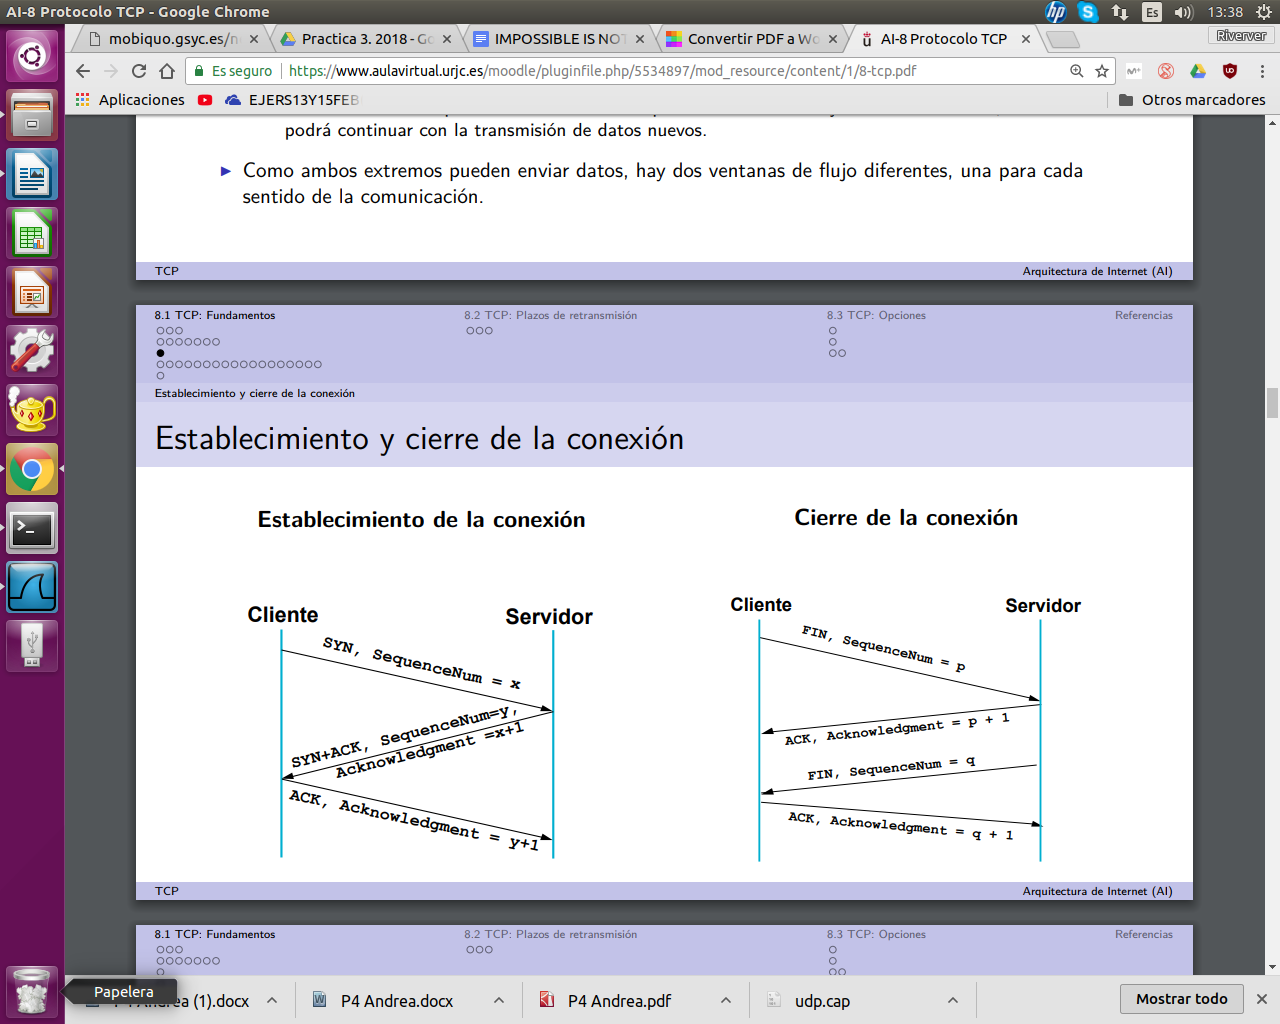 AI-8 Protocolo TCP - Google Chrome
Es
13:38
mobiquo.gsyc.es/n
Practica 3. 2018 - Go
IMPOSSIBLE IS NOT
Convertir PDF a Wo
AI-8 Protocolo TCP
Riverver
Es seguro
https://www.aulavirtual.urjc.es/moodle/pluginfile.php/5534897/mod_resource/content/1/8-tcp.pdf
Aplicaciones
EJERS13Y15FEB
Otros marcadores
podrá continuar con la transmisión de datos nuevos.
Como ambos extremos pueden enviar datos, hay dos ventanas de flujo diferentes, una para cada
sentido de la comunicación.
TCP
Arquitectura de Internet (AI)
8.1 TCP: Fundamentos
8.2 TCP: Plazos de retransmisión
8.3 TCP: Opciones
Referencias
Establecimiento y cierre de la conexión
Establecimiento y cierre de la conexión
Establecimiento de la conexión
Cierre de la conexión
Cliente
Servidor
SYN, SequenceNum = x
SYN+ACK, SequenceNum=y,
Acknowledgment =x+1
ACK, Acknowledgment = y+1
Cliente
Servidor
FIN, SequenceNum = p
ACK, Acknowledgment = p + 1
FIN, SequenceNum = q
ACK, Acknowledgment = q + 1
TCP
Arquitectura de Internet (AI)
8.1 TCP: Fundamentos
8.2 TCP: Plazos de retransmisión
8.3 TCP: Opciones
Referencias
Papelera
(1).docx
P4 Andrea.docx
P4 Andrea.pdf
udp.cap
Mostrar todo